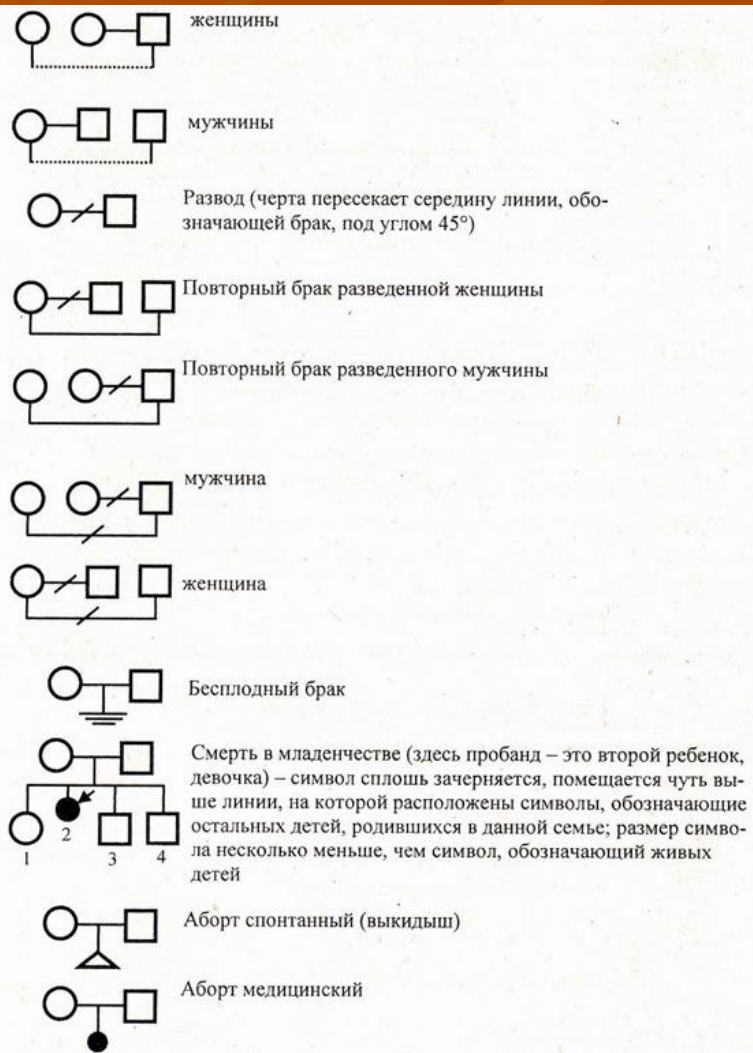 женщины
мужчины
Развод (черта пересекает середину линии, обо-
значающей брак, под углом 45°)
Повторный брак разведенной женщины
Повторный брак разведенного мужчины
мужчина
женщина
Бесплодный брак
Смерть в младенчестве (здесь пробанд – это второй ребенок,
девочка) – символ сплошь зачерняется, помещается чуть вы-
ше линии, на которой расположены символы, обозначающие
остальных детей, родившихся в данной семье; размер симво-
ла несколько меньше, чем символ, обозначающий живых
детей
1 2 3 4
Аборт спонтанный (выкидыш)
Аборт медицинский